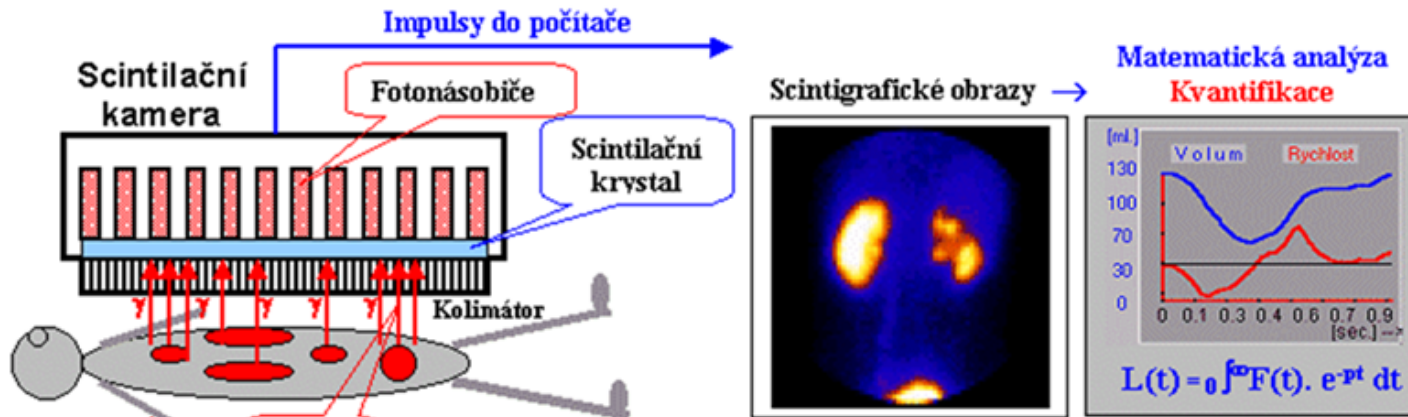 Impulsy do počítače
Scintilační
kamera
Fotonásobiče
Scintilační
krystal
Kolimátor
γ γ γ γ γ
Scintigrafické obrazy →
Matematická analýza
Kvantifikace
[ml.]
Volum Rychlost
130
100
70
30
0
0 0.1 0.3 0.4 0.6 0.7 0.9
[sec.] -->
L(t) = ₀∫∞F(t). e-pt dt